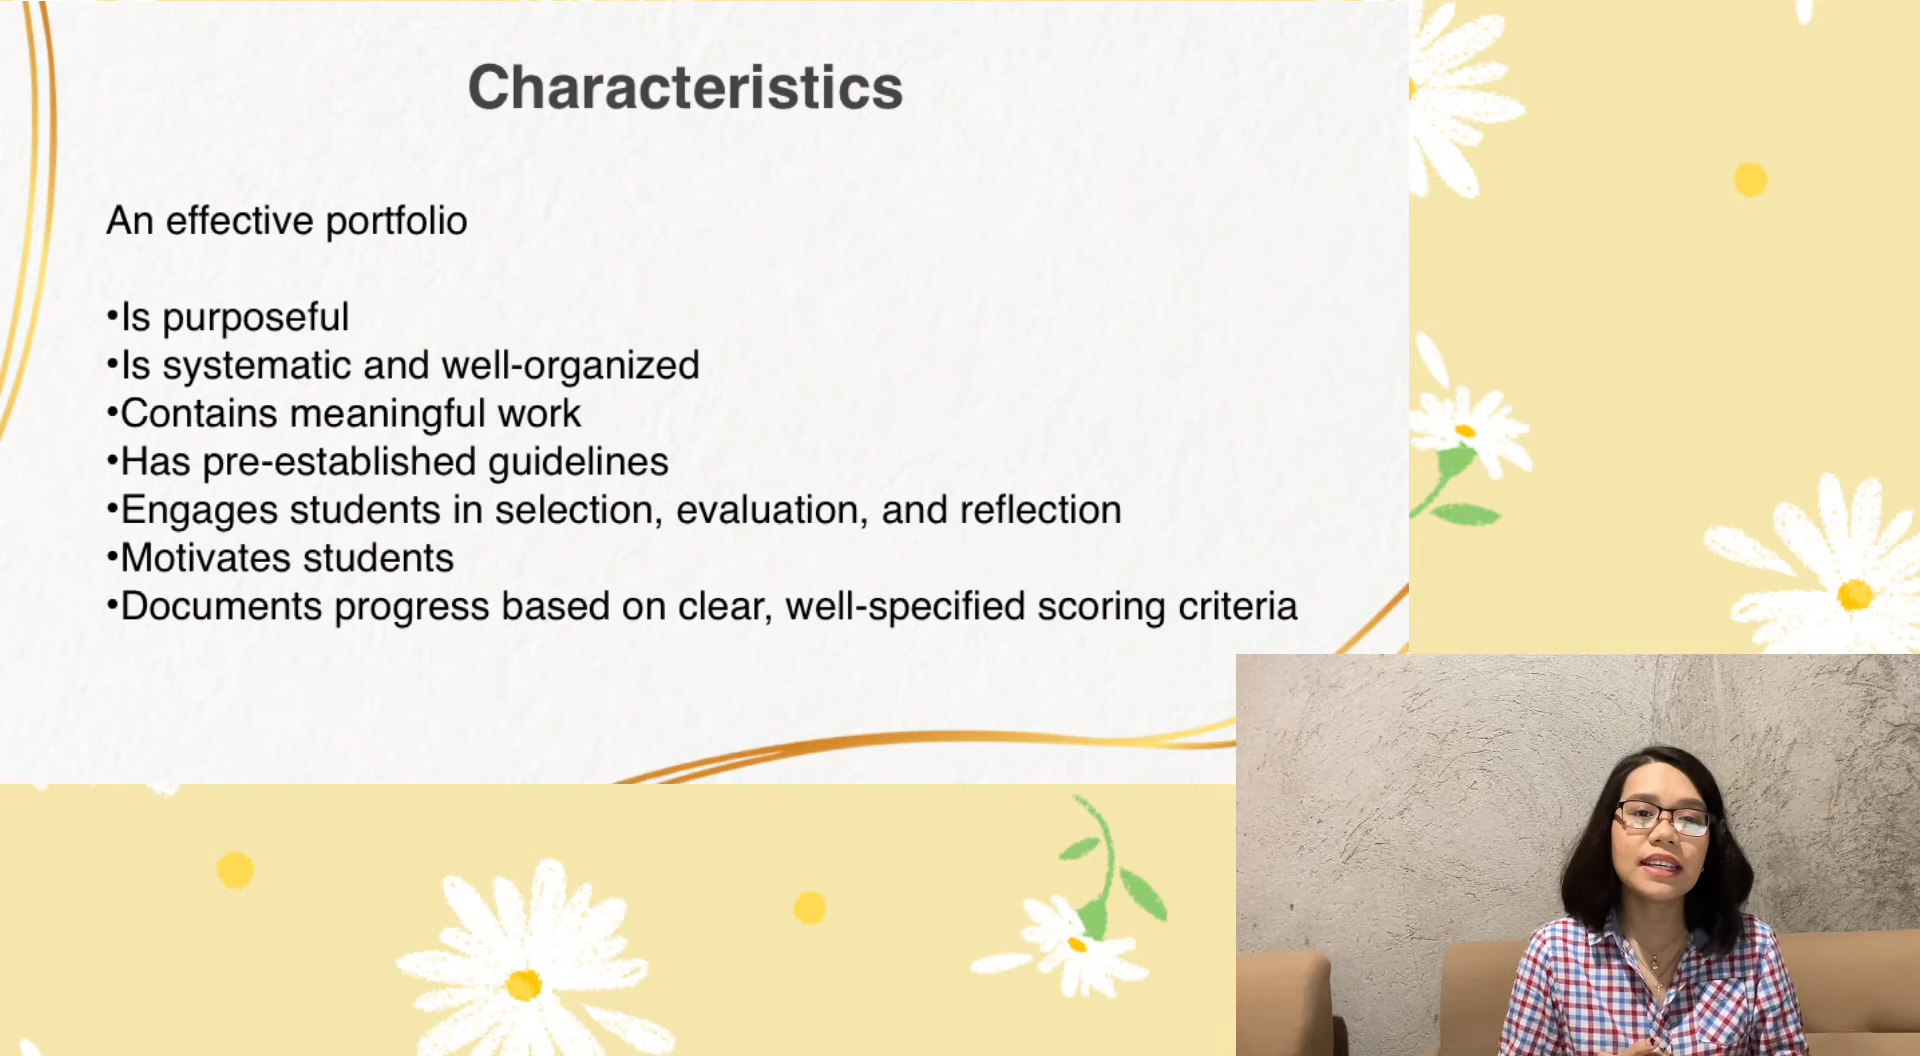 Characteristics
An effective portfolio
•Is purposeful
•Is systematic and well-organized
•Contains meaningful work
•Has pre-established guidelines
•Engages students in selection, evaluation, and reflection
•Motivates students
•Documents progress based on clear, well-specified scoring criteria